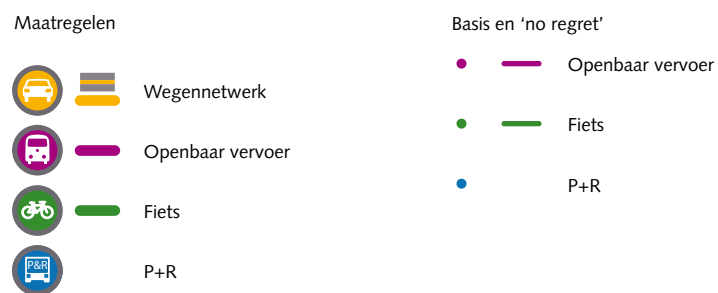 Maatregelen
Wegennetwerk
Openbaar vervoer
Fiets
P&R
P+R
Basis en ‘no regret’
Openbaar vervoer
Fiets
P+R